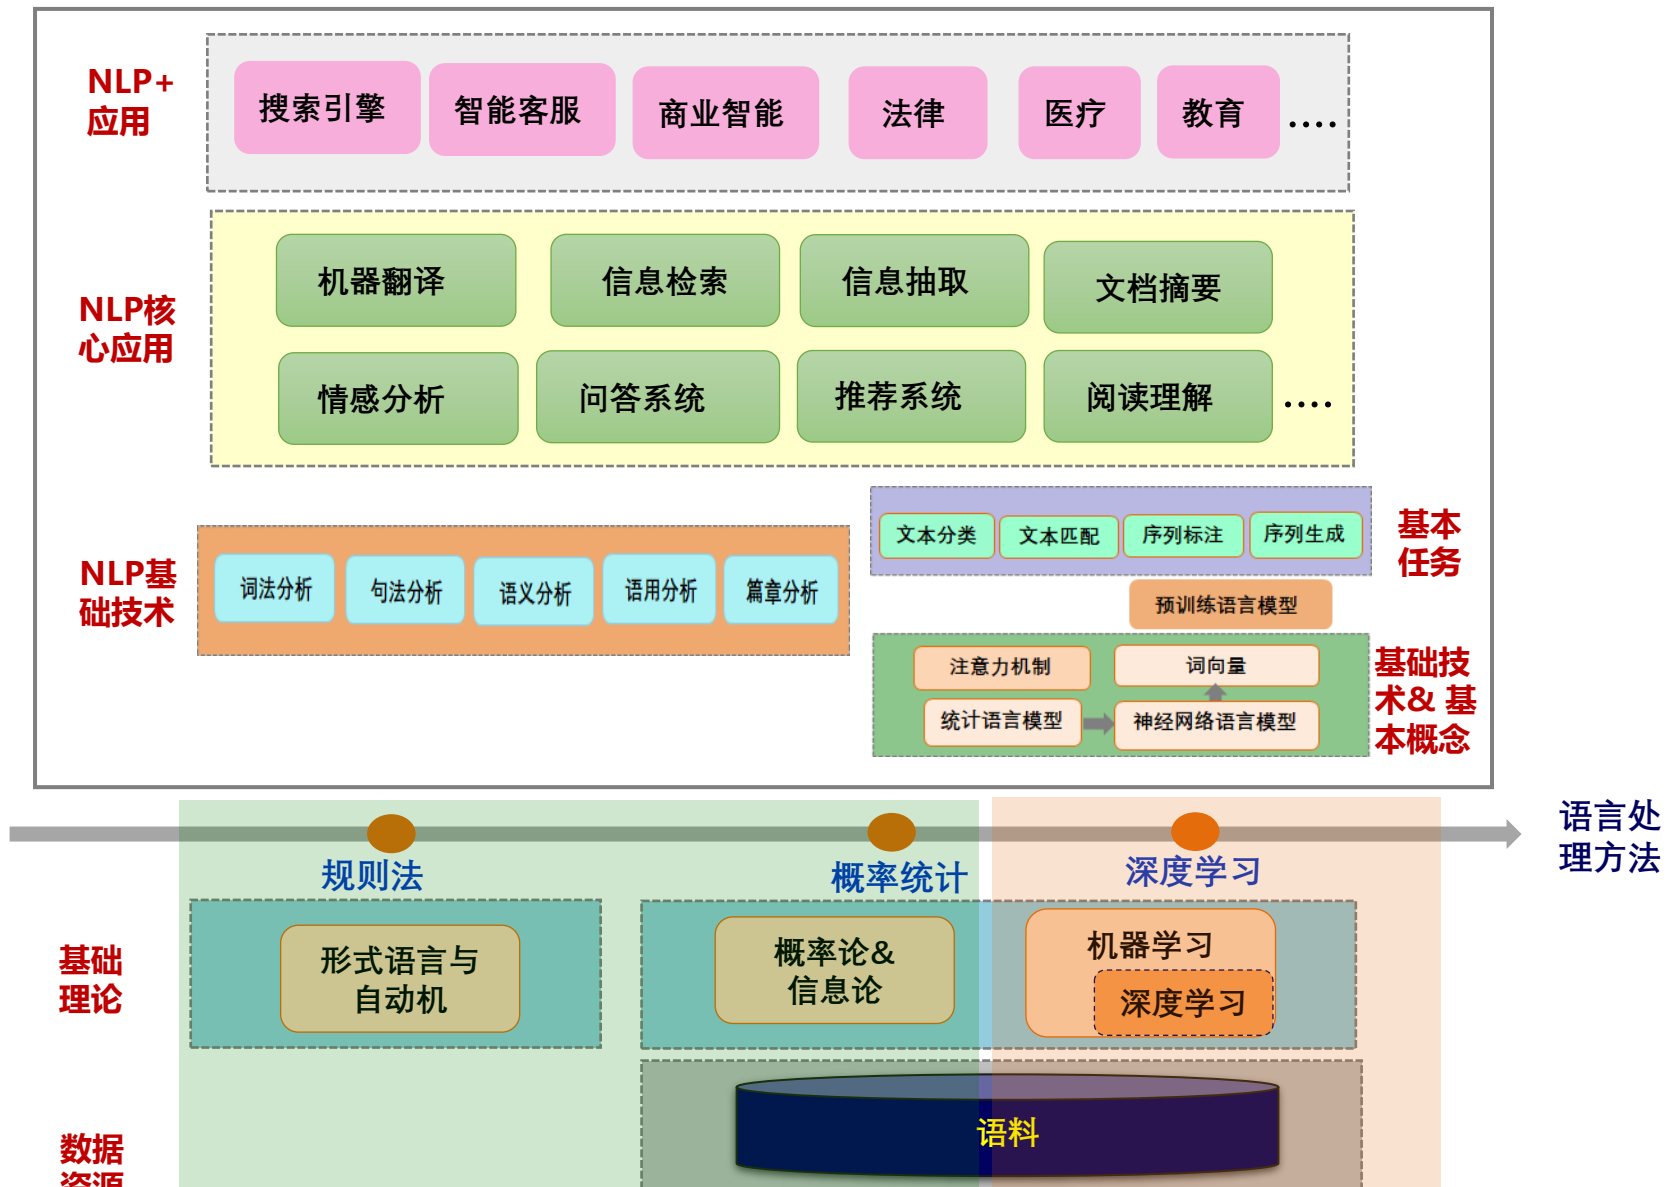 NLP+
应用
搜索引擎
智能客服
商业智能
法律
医疗
教育
....
NLP核
心应用
机器翻译
信息检索
信息抽取
文档摘要
情感分析
问答系统
推荐系统
阅读理解
....
NLP基
础技术
词法分析
句法分析
语义分析
语用分析
篇章分析
文本分类
文本匹配
序列标注
序列生成
基本
任务
预训练语言模型
注意力机制
词向量
统计语言模型
神经网络语言模型
基础技
术& 基
本概念
语言处
理方法
规则法
概率统计
深度学习
基础
理论
形式语言与
自动机
概率论&
信息论
机器学习
深度学习
数据
资源
语料